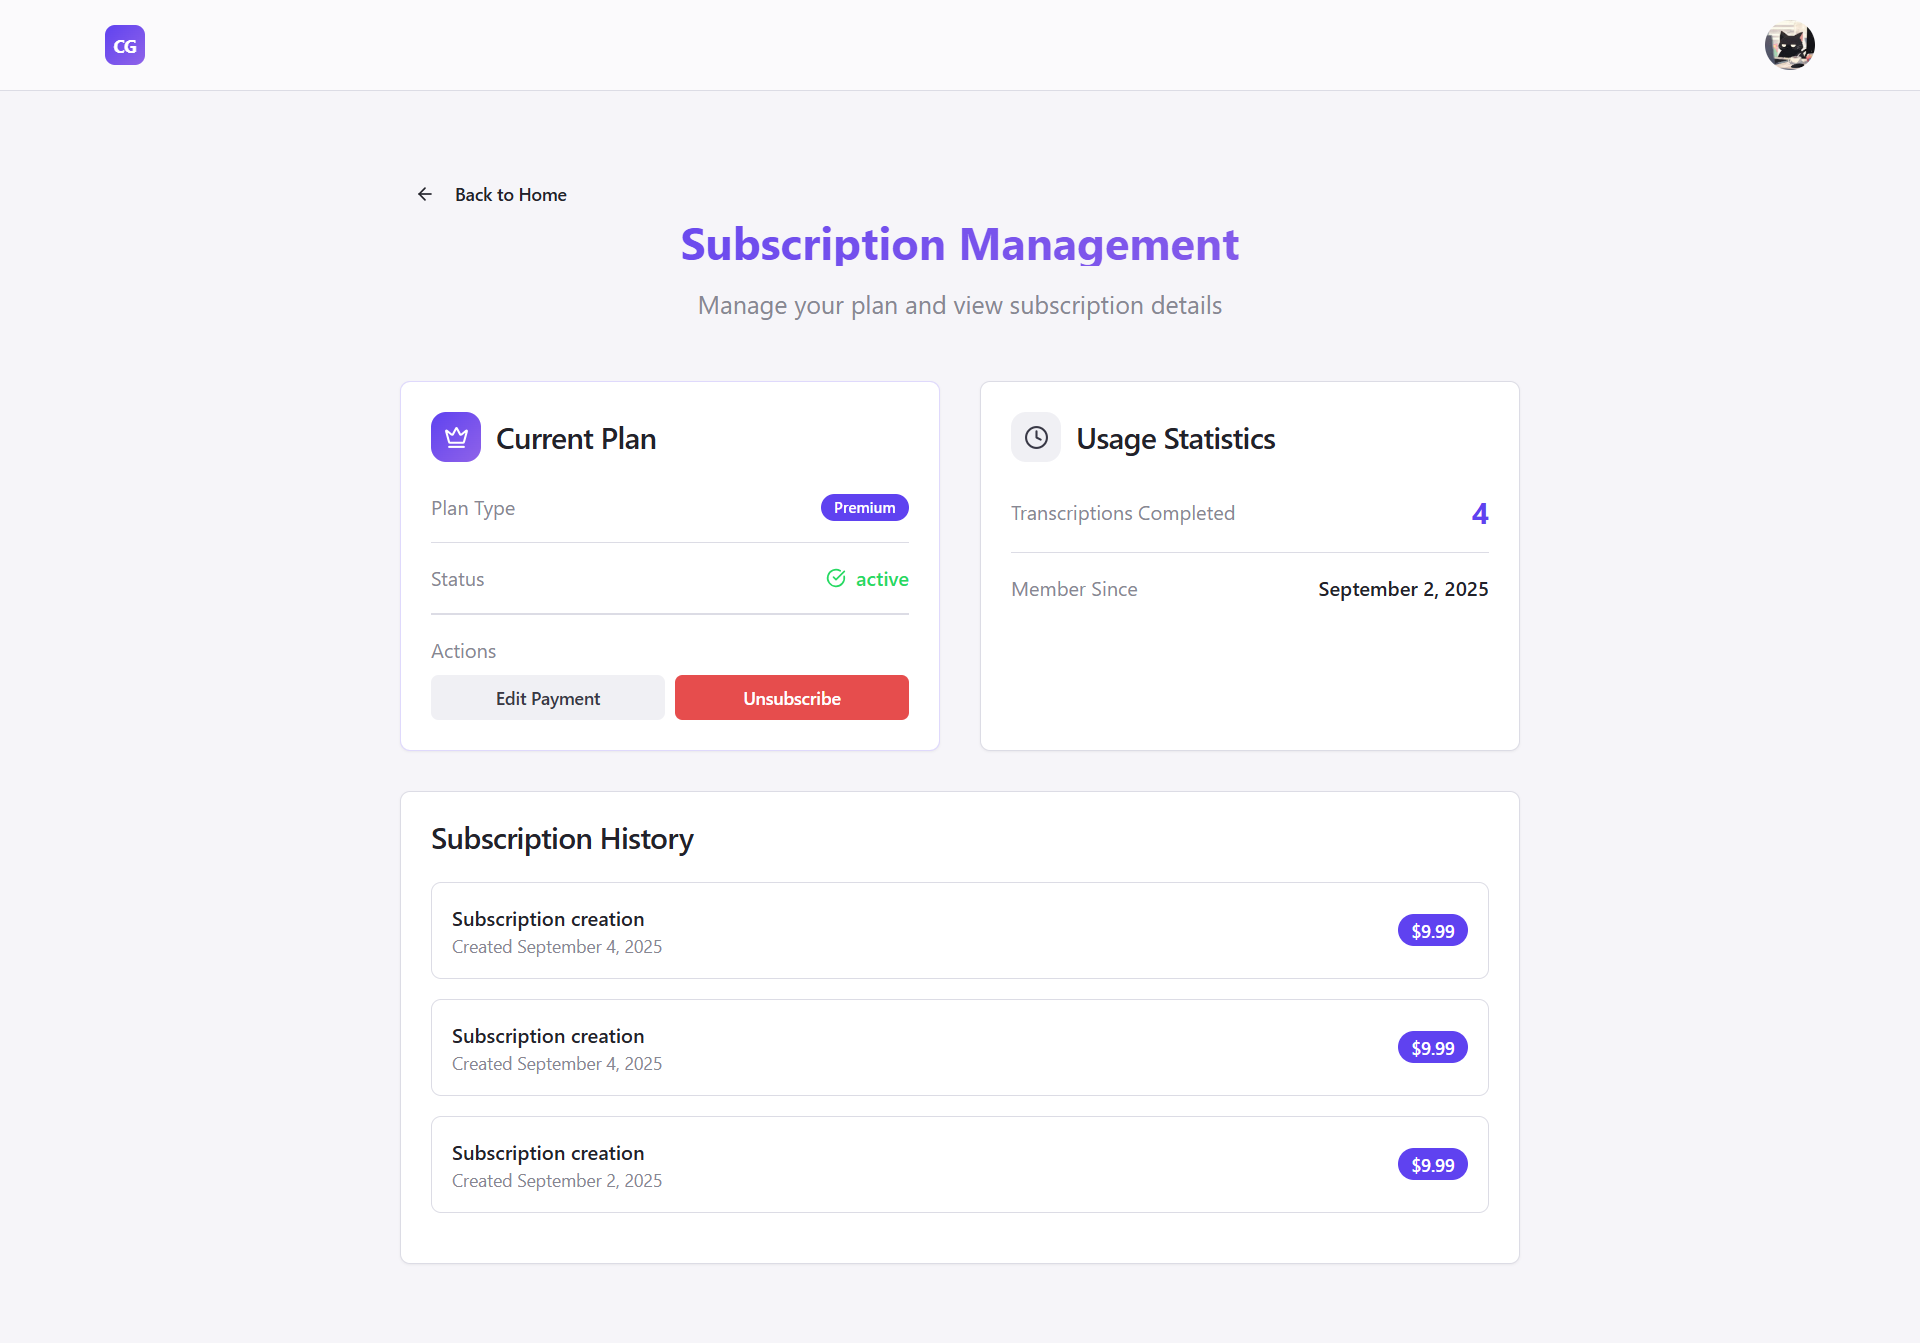 CG
Back to Home
Subscription Management
Manage your plan and view subscription details
Current Plan
Plan Type
Premium
Status
active
Actions
Edit Payment
Unsubscribe
Usage Statistics
Transcriptions Completed
4
Member Since
September 2, 2025
Subscription History
Subscription creation
Created September 4, 2025
$9.99
Subscription creation
Created September 4, 2025
$9.99
Subscription creation
Created September 2, 2025
$9.99